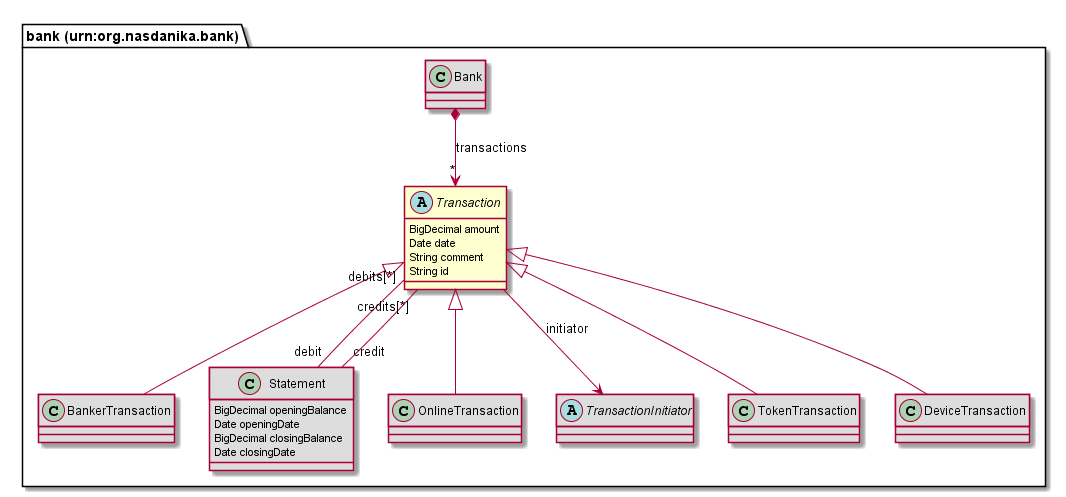 bank (urn:org.nasdanika.bank)
C Bank
transactions
*
A Transaction
BigDecimal amount
Date date
String comment
String id
debits[*]
credits[*]
initiator
debit
credit
C BankerTransaction
C Statement
BigDecimal openingBalance
Date openingDate
BigDecimal closingBalance
Date closingDate
C OnlineTransaction
A TransactionInitiator
C TokenTransaction
C DeviceTransaction